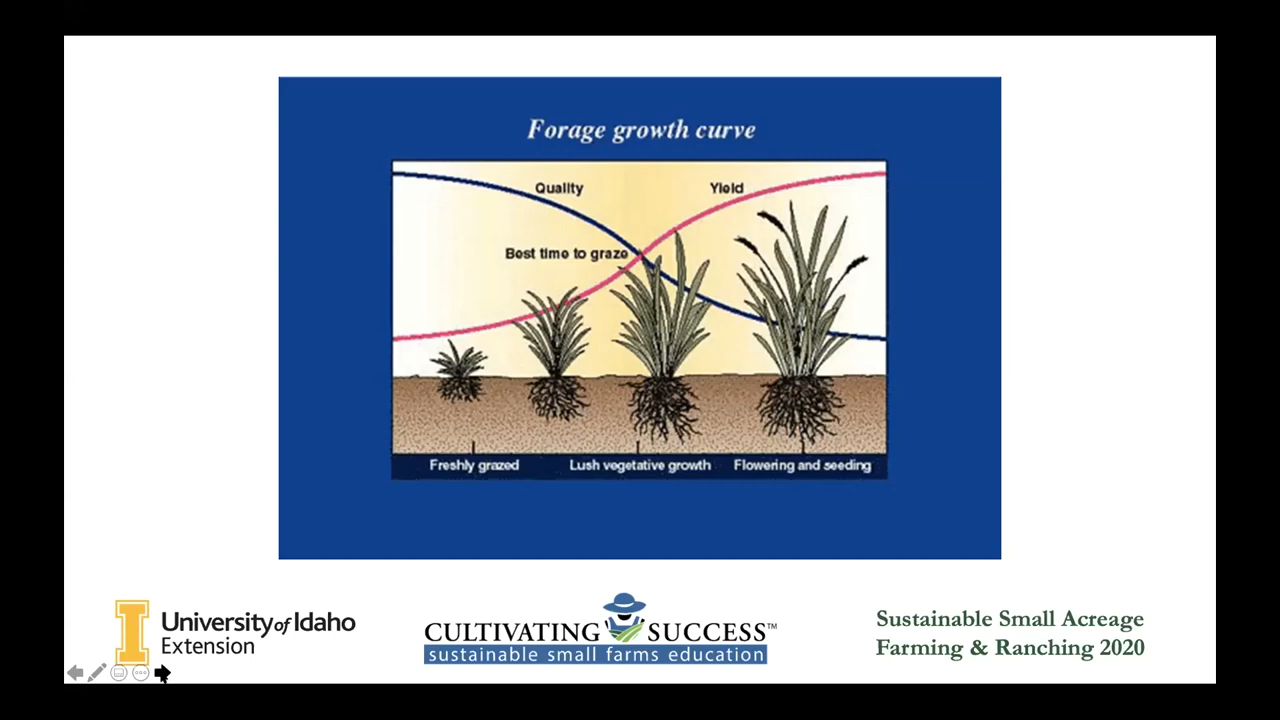 Forage growth curve
Quality
Yield
Best time to graze
Freshly grazed
Lush vegetative growth
Flowering and seeding
University of Idaho
Extension
CULTIVATING SUCCESS™
sustainable small farms education
Sustainable Small Acreage
Farming & Ranching 2020